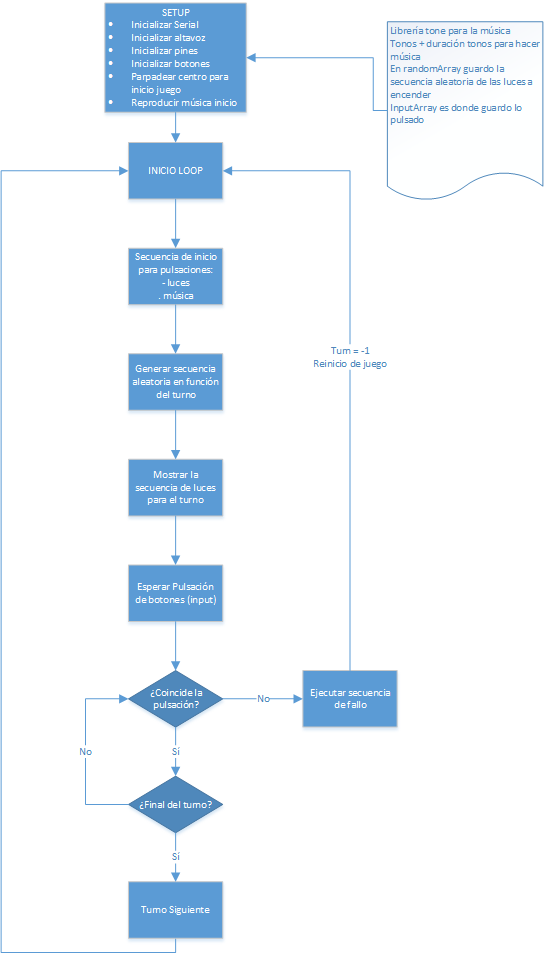 SETUP
• Inicializar Serial
• Inicializar altavoz
• Inicializar pines
• Inicializar botones
• Parpadear centro para
inicio juego
• Reproducir música inicio
Librería tone para la música
Tonos + duración tonos para hacer
música
En randomArray guardo la
secuencia aleatoria de las luces a
encender
InputArray es donde guardo lo
pulsado
INICIO LOOP
Secuencia de inicio
para pulsaciones:
- luces
. música
Turn = -1
Reinicio de juego
Generar secuencia
aleatoria en función
del turno
Mostrar la
secuencia de luces
para el turno
Esperar Pulsación
de botones (input)
¿Coincide la
pulsación?
No
Ejecutar secuencia
de fallo
No
Sí
¿Final del turno?
Sí
Turno Siguiente